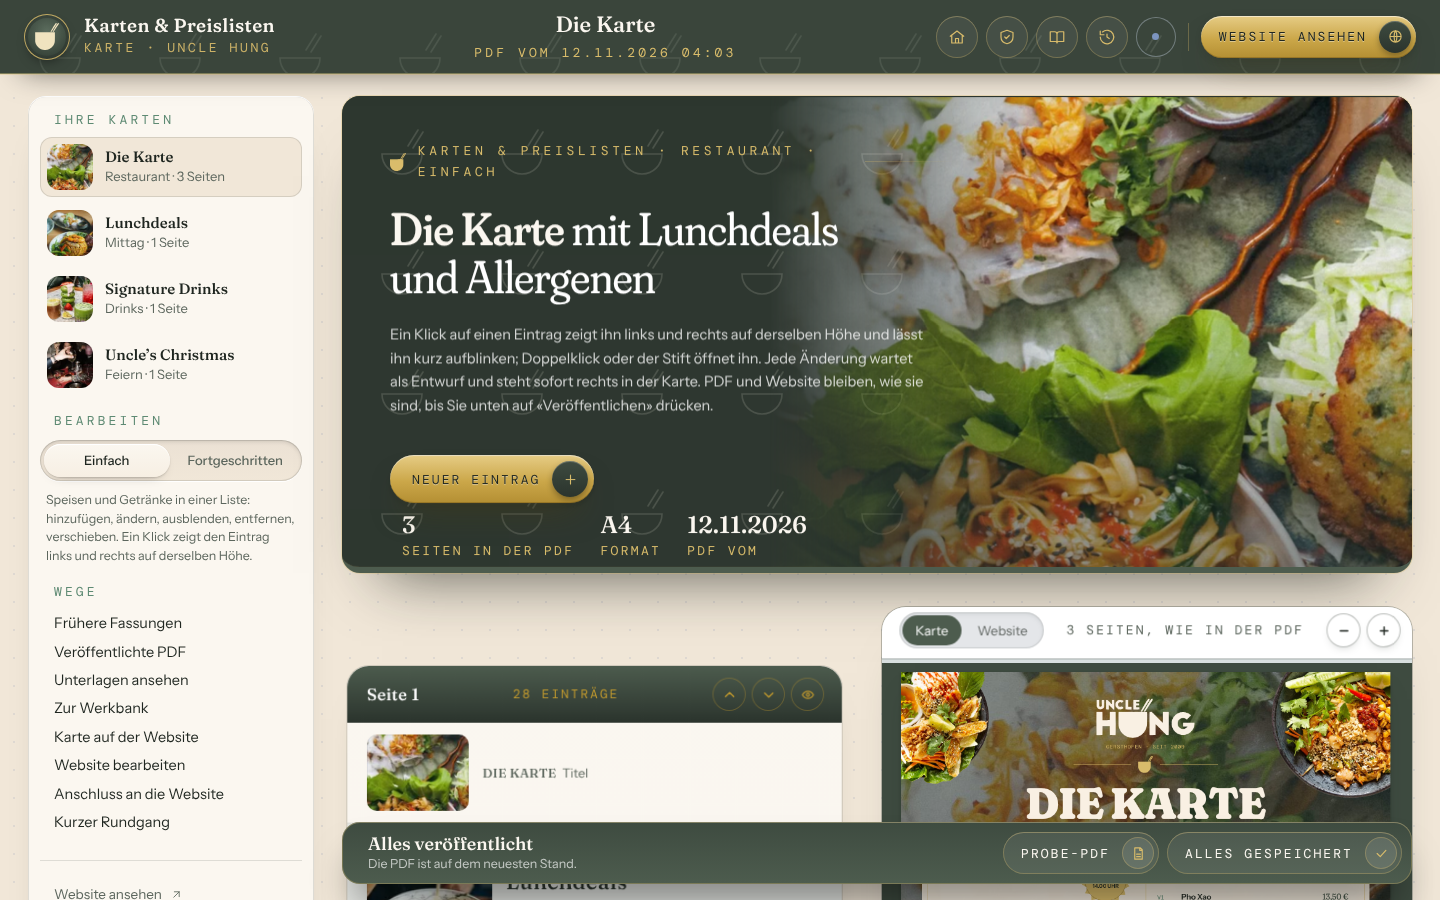 Karten & Preislisten
KARTE · UNCLE HUNG
Die Karte
PDF VOM 12.11.2026 04:03
WEBSITE ANSEHEN
IHRE KARTEN
Die Karte
Restaurant · 3 Seiten
Lunchdeals
Mittag · 1 Seite
Signature Drinks
Drinks · 1 Seite
Uncle’s Christmas
Feiern · 1 Seite
BEARBEITEN
Einfach
Fortgeschritten
Speisen und Getränke in einer Liste:
hinzufügen, ändern, ausblenden, entfernen,
verschieben. Ein Klick zeigt den Eintrag
links und rechts auf derselben Höhe.
WEGE
Frühere Fassungen
Veröffentlichte PDF
Unterlagen ansehen
Zur Werkbank
Karte auf der Website
Website bearbeiten
Anschluss an die Website
Kurzer Rundgang
Website ansehen ↗
KARTEN & PREISLISTEN · RESTAURANT ·
EINFACH
Die Karte mit Lunchdeals
und Allergenen
Ein Klick auf einen Eintrag zeigt ihn links und rechts auf derselben Höhe und lässt
ihn kurz aufblinken; Doppelklick oder der Stift öffnet ihn. Jede Änderung wartet
als Entwurf und steht sofort rechts in der Karte. PDF und Website bleiben, wie sie
sind, bis Sie unten auf «Veröffentlichen» drücken.
NEUER EINTRAG
3
SEITEN IN DER PDF
A4
FORMAT
12.11.2026
PDF VOM
Seite 1
28 EINTRÄGE
DIE KARTE Titel
Lunchdeals
Karte
Website
3 SEITEN, WIE IN DER PDF
UNCLE
HUNG
DIE KARTE
Alles veröffentlicht
Die PDF ist auf dem neuesten Stand.
PROBE-PDF
ALLES GESPEICHERT
14.00 UHR
Pho Xao
13,50 €